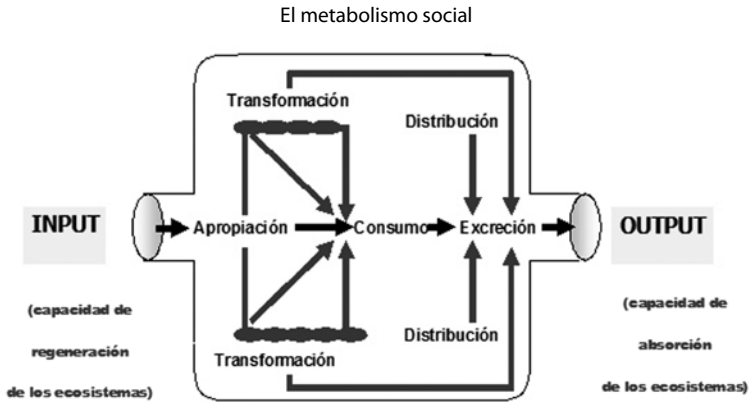 El metabolismo social
Transformación
Distribución
INPUT
Apropiación
Consumo
Excreción
OUTPUT
(capacidad de
regeneración
de los ecosistemas)
(capacidad de
absorción
de los ecosistemas)
Distribución
Transformación